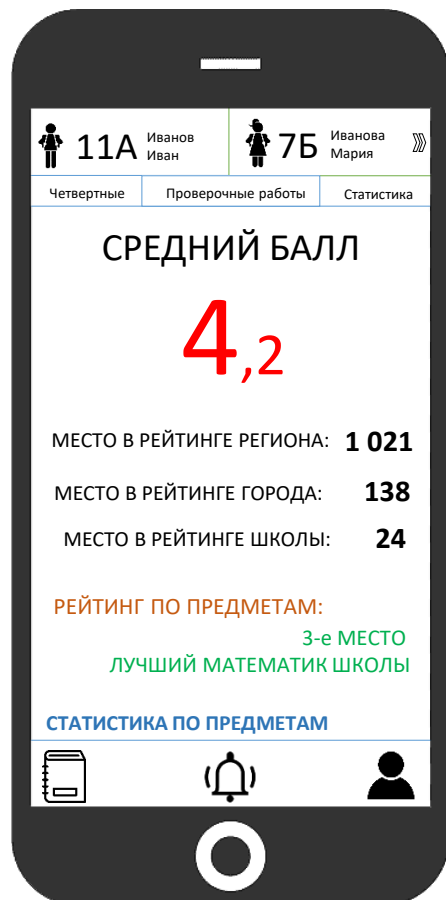 11А Иванов Иван
7Б Иванова Мария
Четвертные Проверочные работы Статистика
СРЕДНИЙ БАЛЛ
4,2
МЕСТО В РЕЙТИНГЕ РЕГИОНА: 1 021
МЕСТО В РЕЙТИНГЕ ГОРОДА: 138
МЕСТО В РЕЙТИНГЕ ШКОЛЫ: 24
РЕЙТИНГ ПО ПРЕДМЕТАМ:
3-е МЕСТО
ЛУЧШИЙ МАТЕМАТИК ШКОЛЫ
СТАТИСТИКА ПО ПРЕДМЕТАМ